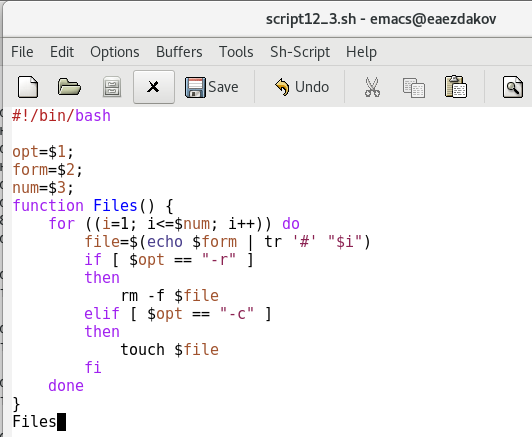 script12_3.sh - emacs@eaezdakov
File Edit Options Buffers Tools Sh-Script Help
Save Undo
#!/bin/bash

opt=$1;
form=$2;
num=$3;
function Files() {
    for ((i=1; i<=$num; i++)) do
        file=$(echo $form | tr '#' "$i")
        if [ $opt == "-r" ]
        then
            rm -f $file
        elif [ $opt == "-c" ]
        then
            touch $file
        fi
    done
}
Files